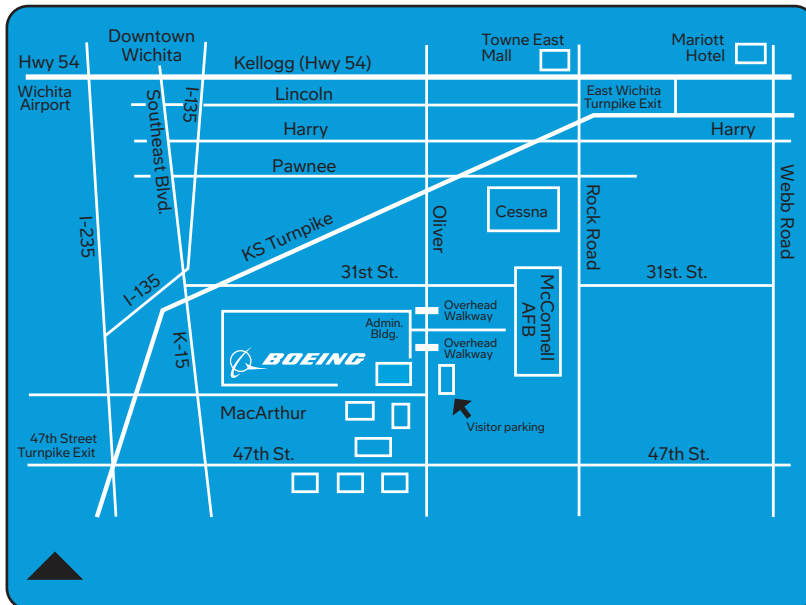 Downtown
Wichita
Towne East
Mall
Mariott
Hotel
Hwy 54
Kellogg (Hwy 54)
Wichita
Airport
I-135
Southeast Blvd.
Lincoln
East Wichita
Turnpike Exit
Harry
Harry
Pawnee
I-235
KS Turnpike
Oliver
Cessna
Rock Road
Webb Road
31st St.
31st. St.
I-135
McConnell
AFB
Overhead
Walkway
Admin.
Bldg.
K-15
BOEING
Overhead
Walkway
MacArthur
Visitor parking
47th Street
Turnpike Exit
47th St.
47th St.